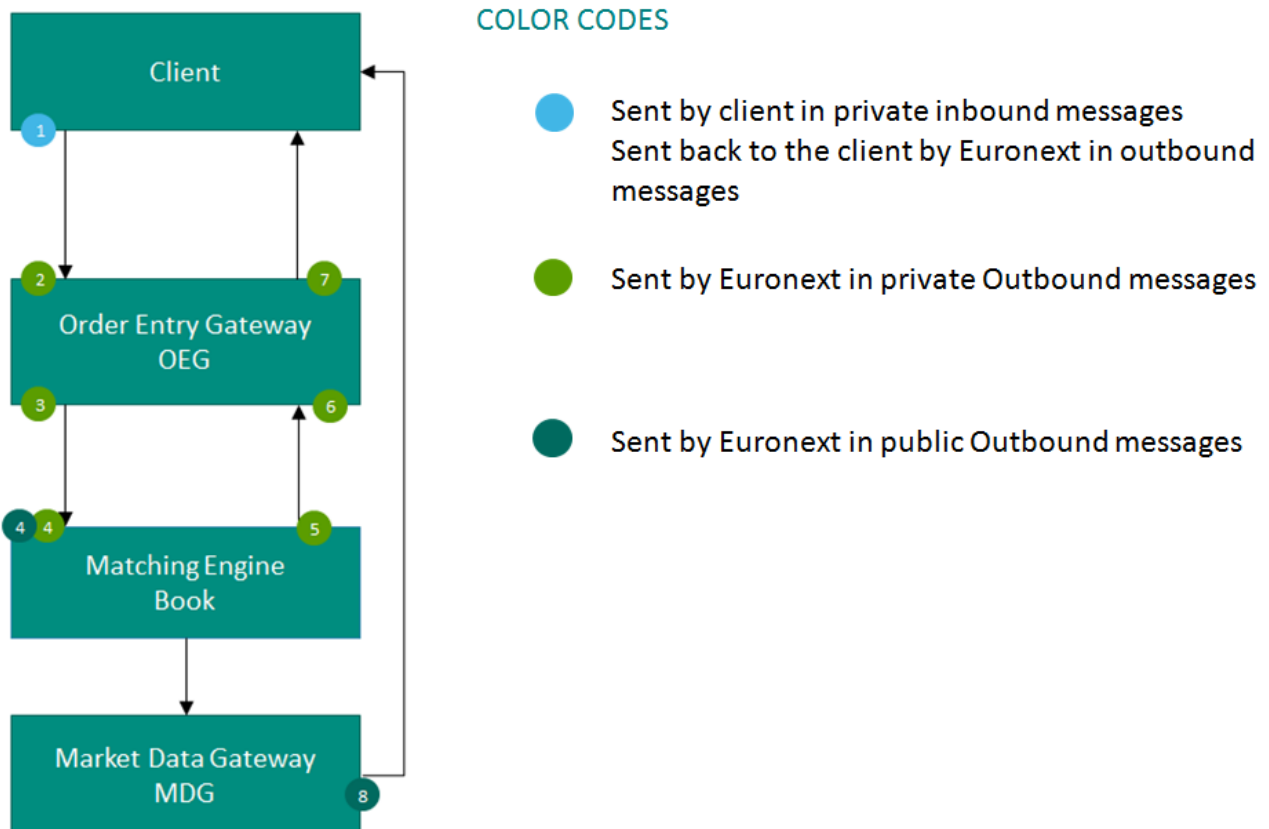 COLOR CODES
Client
1
Sent by client in private inbound messages
Sent back to the client by Euronext in outbound
messages
2
7
Sent by Euronext in private Outbound messages
Order Entry Gateway
OEG
3
6
Sent by Euronext in public Outbound messages
4
4
5
Matching Engine
Book
Market Data Gateway
MDG
8